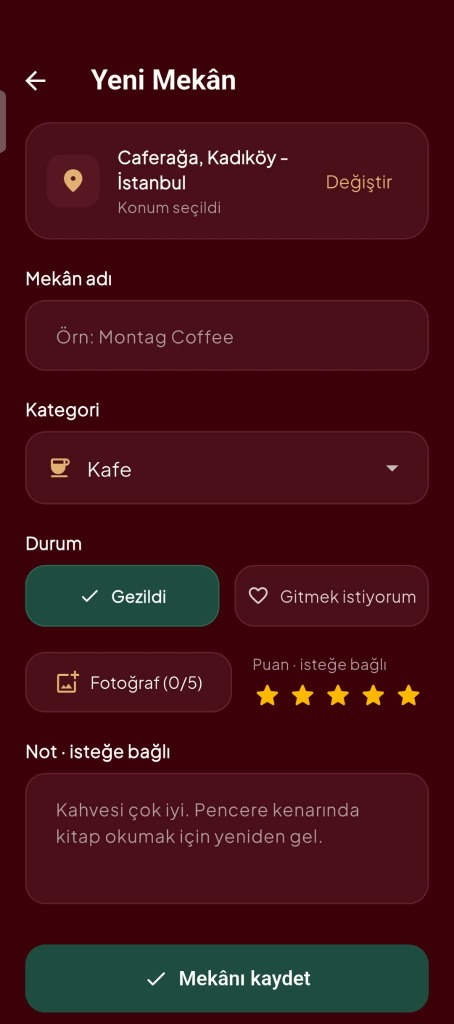 Yeni Mekân
Caferağa, Kadıköy -
İstanbul
Konum seçildi
Değiştir
Mekân adı
Örn: Montag Coffee
Kategori
Kafe
Durum
Gezildi
Gitmek istiyorum
Fotoğraf (0/5)
Puan · isteğe bağlı
Not · isteğe bağlı
Kahvesi çok iyi. Pencere kenarında
kitap okumak için yeniden gel.
Mekânı kaydet